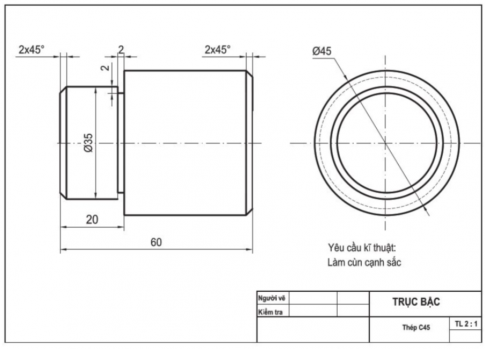 2x45°
2
2x45°
Ø45
2
Ø35
20
60
Yêu cầu kĩ thuật:
Làm cùn cạnh sắc
Người vẽ
TRỤC BẬC
Kiểm tra
Thép C45
TL 2 : 1